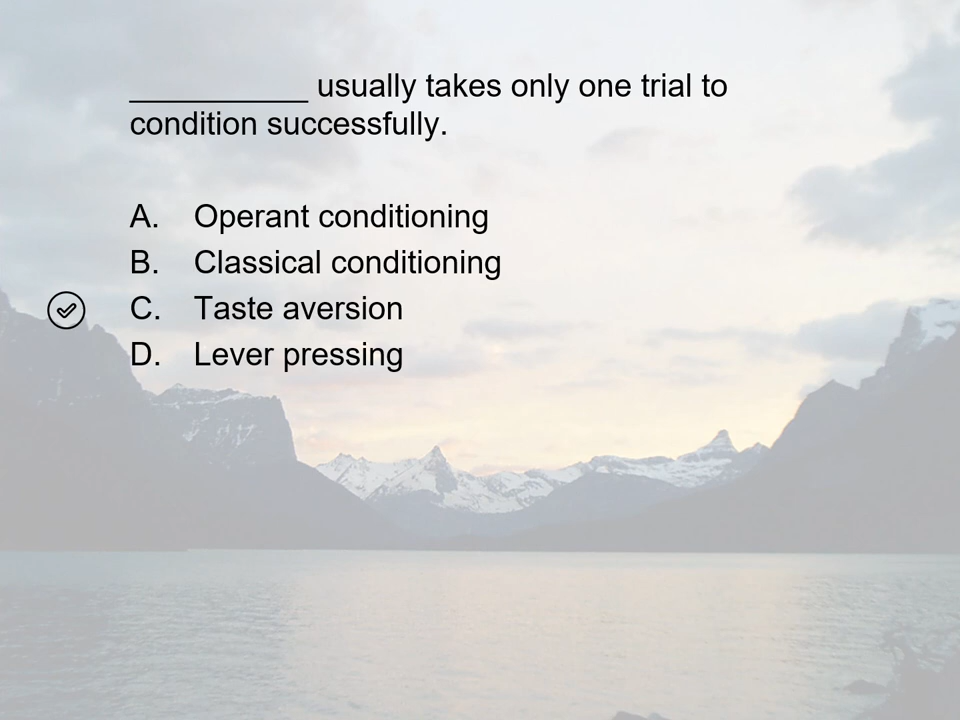 __________ usually takes only one trial to
condition successfully.
A. Operant conditioning
B. Classical conditioning
C. Taste aversion
D. Lever pressing